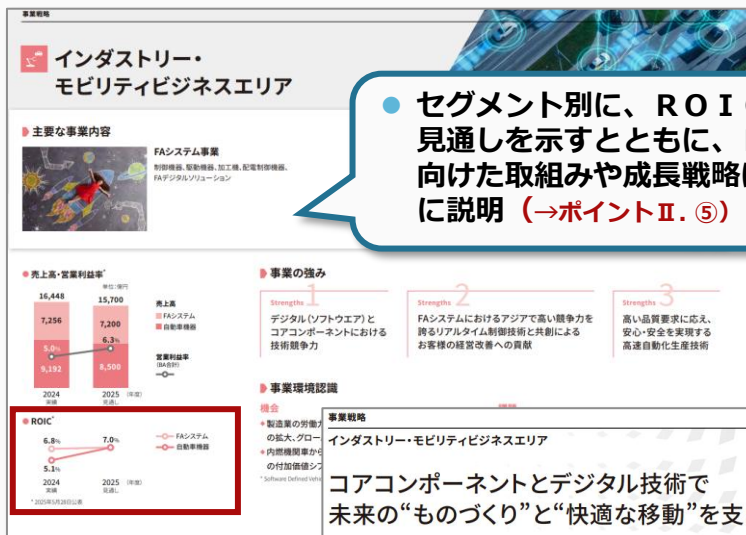 事業戦略
インダストリー・
モビリティビジネスエリア
● セグメント別に、ＲＯＩ
見通しを示すとともに、
向けた取組みや成長戦略
に説明（→ポイントⅡ. ⑤）
主要な事業内容
FAシステム事業
制御機器、駆動機器、加工機、配電制御機器、
FAデジタルソリューション
売上高・営業利益率*
単位：億円
16,448 15,700
7,256 7,200
5.0% 6.3%
9,192 8,500
2024 2025 (年度)
実績 見通し
売上高
FAシステム
自動車機器
営業利益率
(BA合計)
事業の強み
Strengths 1
デジタル(ソフトウエア)と
コアコンポーネントにおける
技術競争力
Strengths 2
FAシステムにおけるアジアで高い競争力を
誇るリアルタイム制御技術と共創による
お客様の経営改善への貢献
Strengths 3
高い品質要求に応え、
安心・安全を実現する
高速自動化生産技術
事業環境認識
機会
製造業の労働
の拡大、グロー
内燃機関車から
の付加価値シフ
* Software Defined Vehi
ROIC*
6.8% 7.0%
5.1%
2024 2025 (年度)
実績 見通し
FAシステム
自動車機器
* 2025年5月28日公表
事業戦略
インダストリー・モビリティビジネスエリア
コアコンポーネントとデジタル技術で
未来の“ものづくり”と“快適な移動”を支